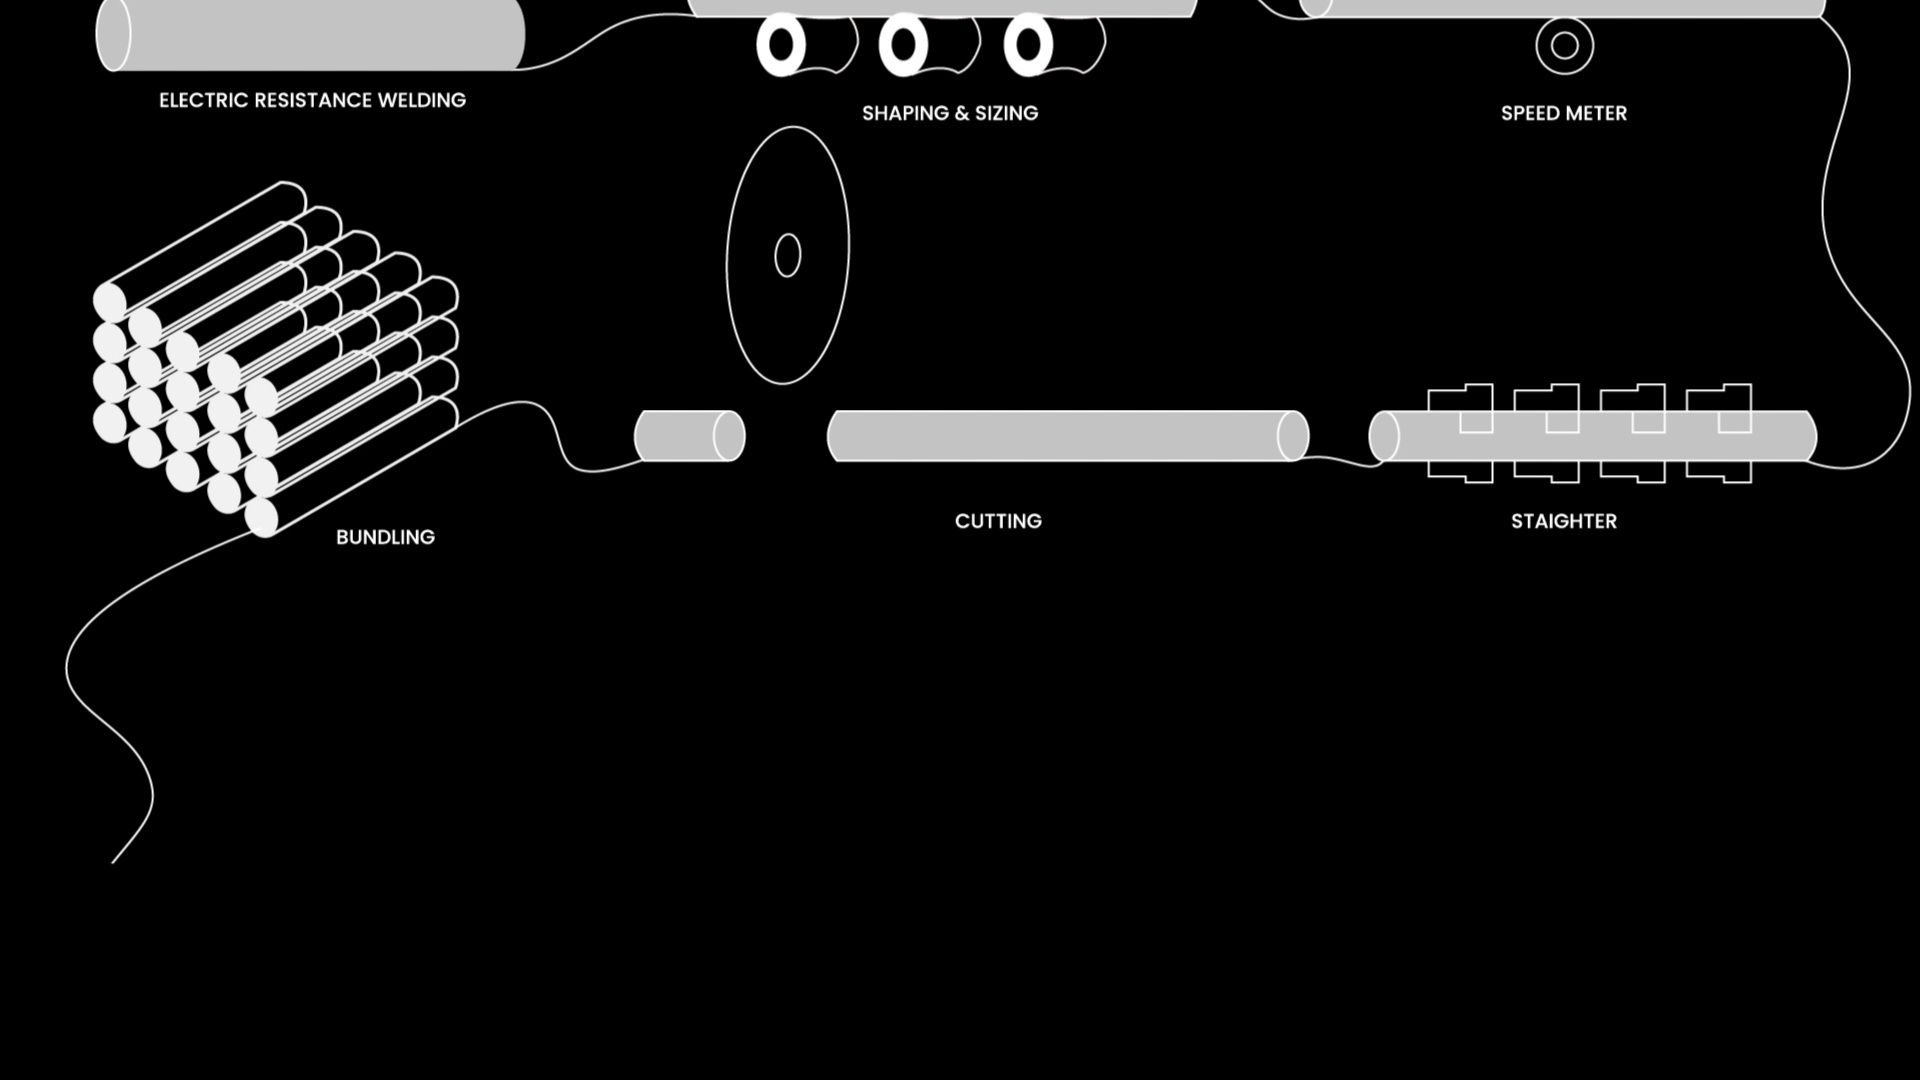 ELECTRIC RESISTANCE WELDING
SHAPING & SIZING
SPEED METER
BUNDLING
CUTTING
STAIGHTER